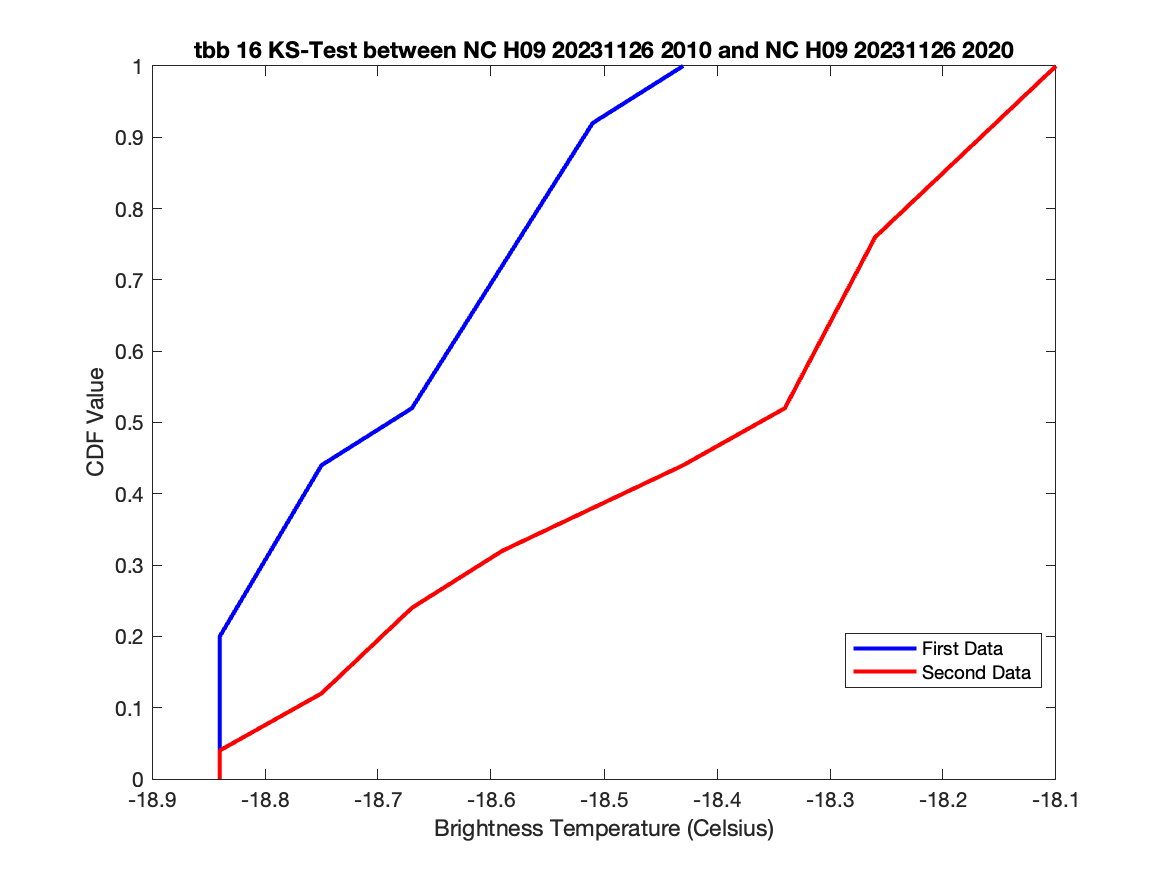 tbb 16 KS-Test between NC H09 20231126 2010 and NC H09 20231126 2020
1
0.9
0.8
0.7
0.6
0.5
0.4
0.3
0.2
0.1
0
CDF Value
First Data
Second Data
-18.9 -18.8 -18.7 -18.6 -18.5 -18.4 -18.3 -18.2 -18.1
Brightness Temperature (Celsius)